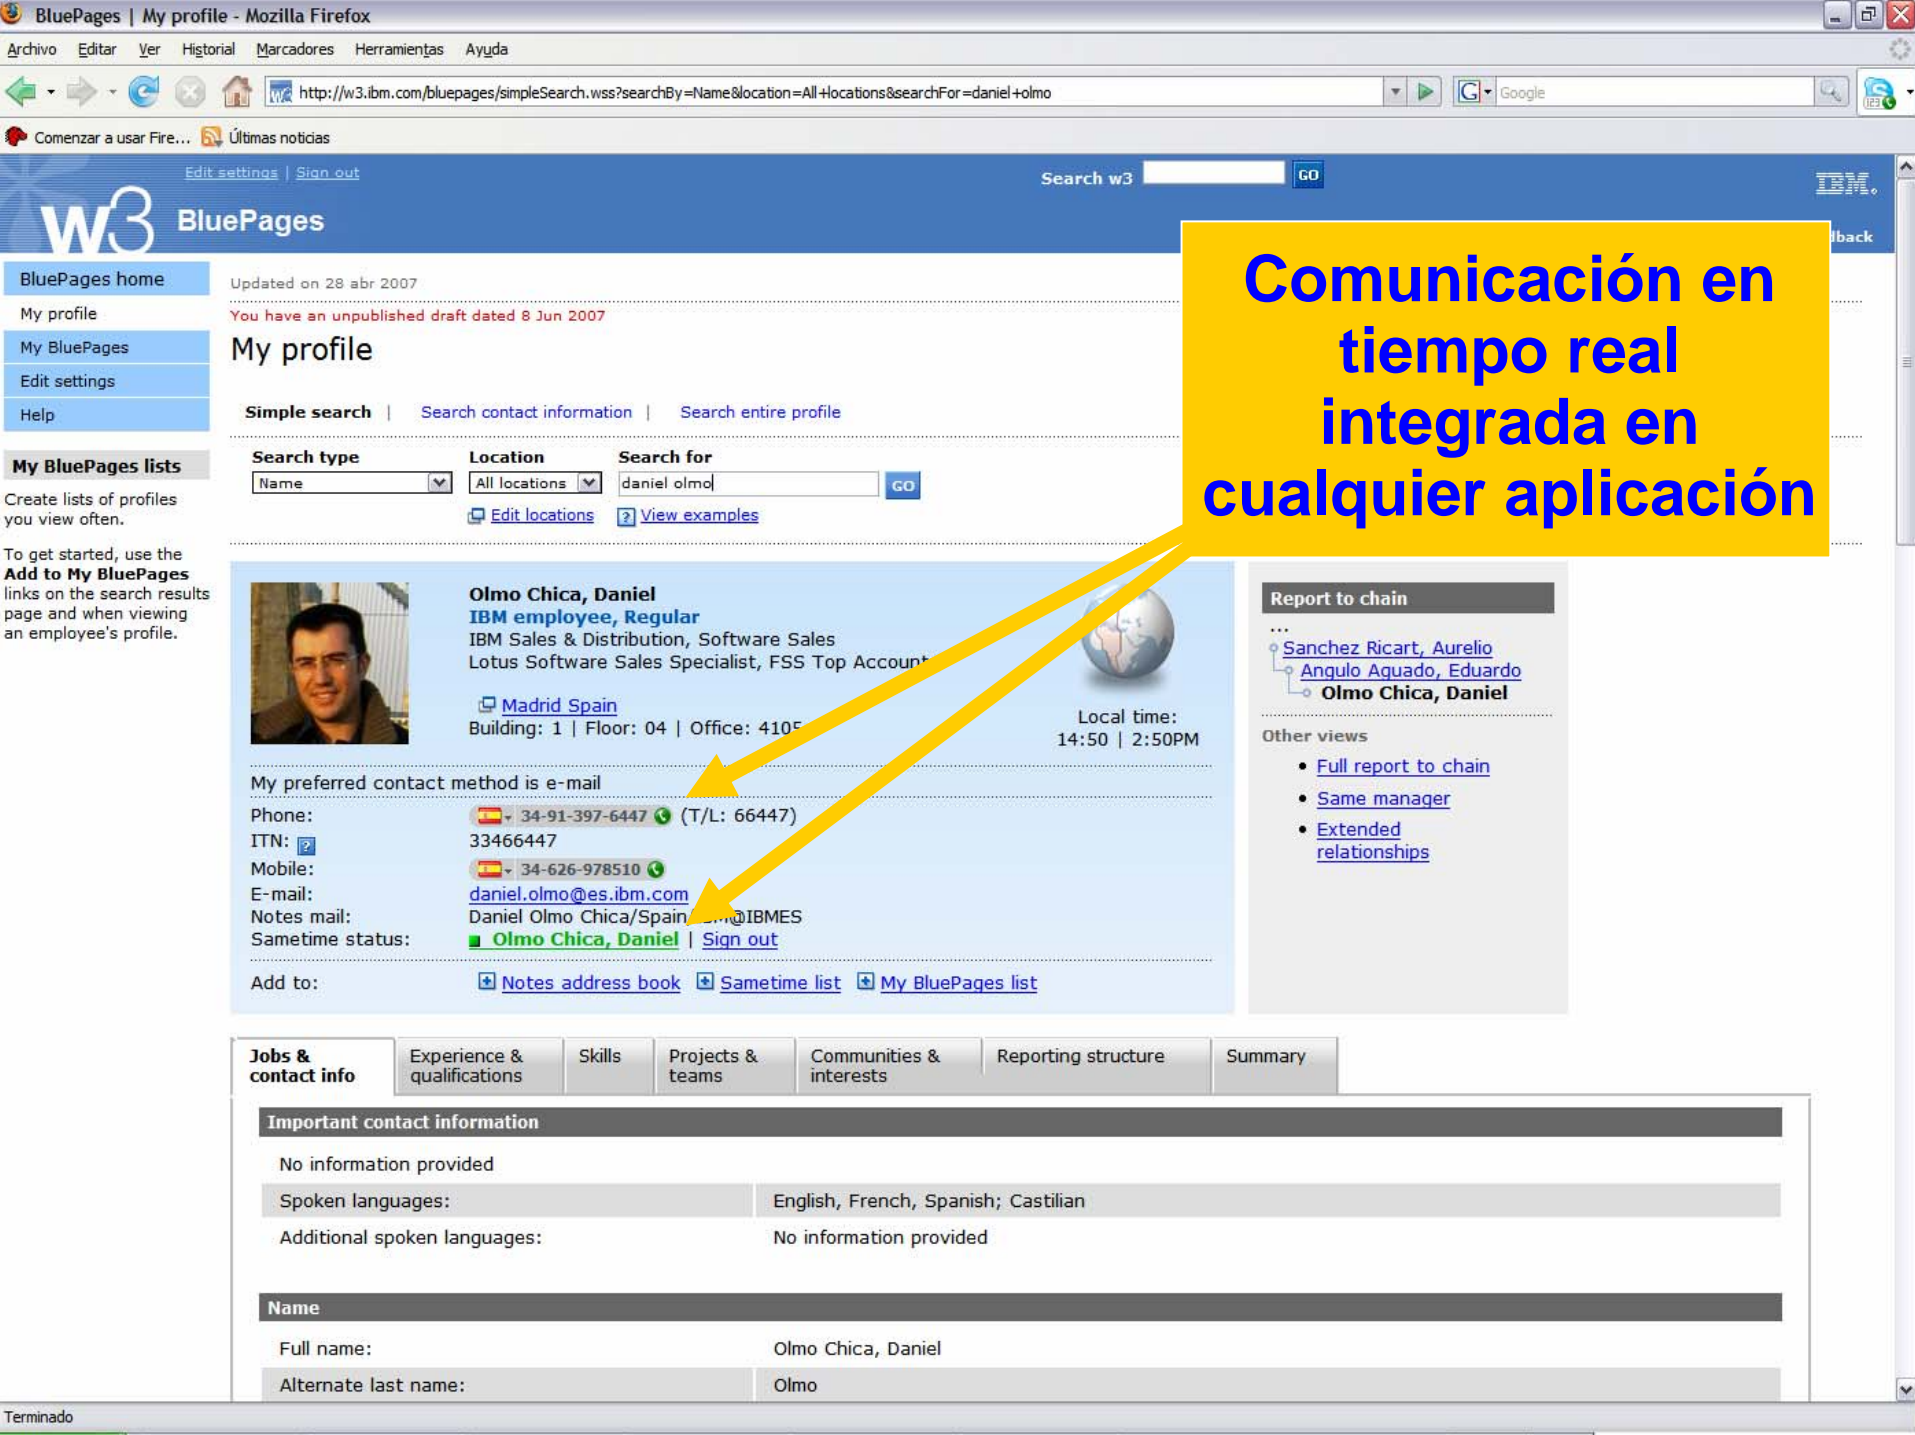 BluePages | My profile - Mozilla Firefox
Archivo Editar Ver Historial Marcadores Herramientas Ayuda
http://w3.ibm.com/bluepages/simpleSearch.wss?searchBy=Name&location=All+locations&searchFor=daniel+olmo
G Google
Comenzar a usar Fire... Últimas noticias
Edit settings | Sign out
Search w3 GO
IBM.
w3 BluePages
dback
Comunicación en
tiempo real
integrada en
cualquier aplicación
BluePages home
My profile
My BluePages
Edit settings
Help
My BluePages lists
Create lists of profiles
you view often.
To get started, use the
Add to My BluePages
links on the search results
page and when viewing
an employee's profile.
Updated on 28 abr 2007
You have an unpublished draft dated 8 Jun 2007
My profile
Simple search | Search contact information | Search entire profile
Search type Location Search for
Name All locations daniel olmo GO
Edit locations ? View examples
Olmo Chica, Daniel
IBM employee, Regular
IBM Sales & Distribution, Software Sales
Lotus Software Sales Specialist, FSS Top Account
Madrid Spain
Building: 1 | Floor: 04 | Office: 4105
Local time:
14:50 | 2:50PM
My preferred contact method is e-mail
Phone: 34-91-397-6447 (T/L: 66447)
ITN: ? 33466447
Mobile: 34-626-978510
E-mail: daniel.olmo@es.ibm.com
Notes mail: Daniel Olmo Chica/Spain @IBMES
Sametime status: Olmo Chica, Daniel | Sign out
Add to: Notes address book Sametime list My BluePages list
Report to chain
...
Sanchez Ricart, Aurelio
Angulo Aguado, Eduardo
Olmo Chica, Daniel
Other views
• Full report to chain
• Same manager
• Extended
relationships
Jobs &
contact info
Experience &
qualifications
Skills
Projects &
teams
Communities &
interests
Reporting structure
Summary
Important contact information
No information provided
Spoken languages: English, French, Spanish; Castilian
Additional spoken languages: No information provided
Name
Full name: Olmo Chica, Daniel
Alternate last name: Olmo
Terminado